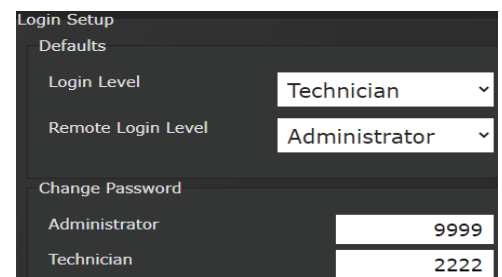 Login Setup
Defaults
Login Level Technician
Remote Login Level Administrator
Change Password
Administrator 9999
Technician 2222